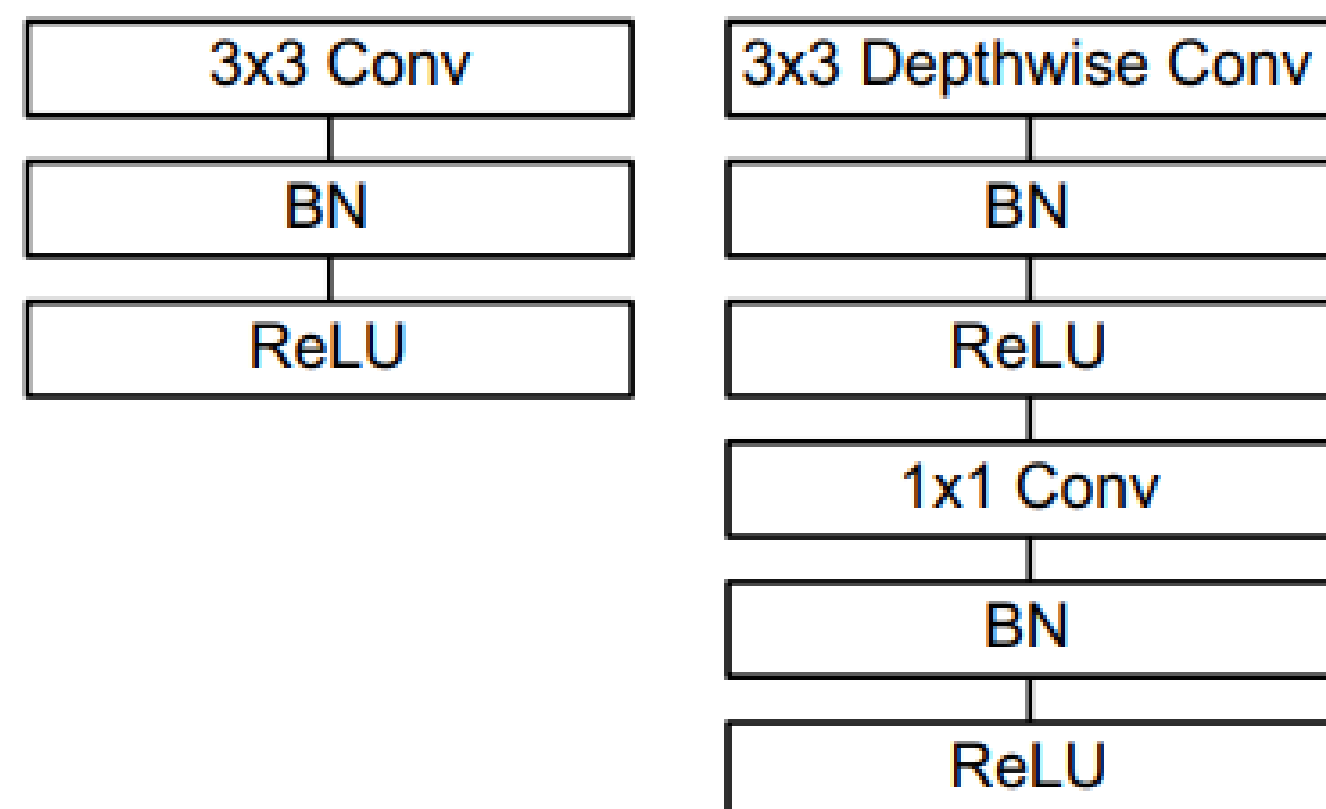 3x3 Conv
BN
ReLU
3x3 Depthwise Conv
BN
ReLU
1x1 Conv
BN
ReLU